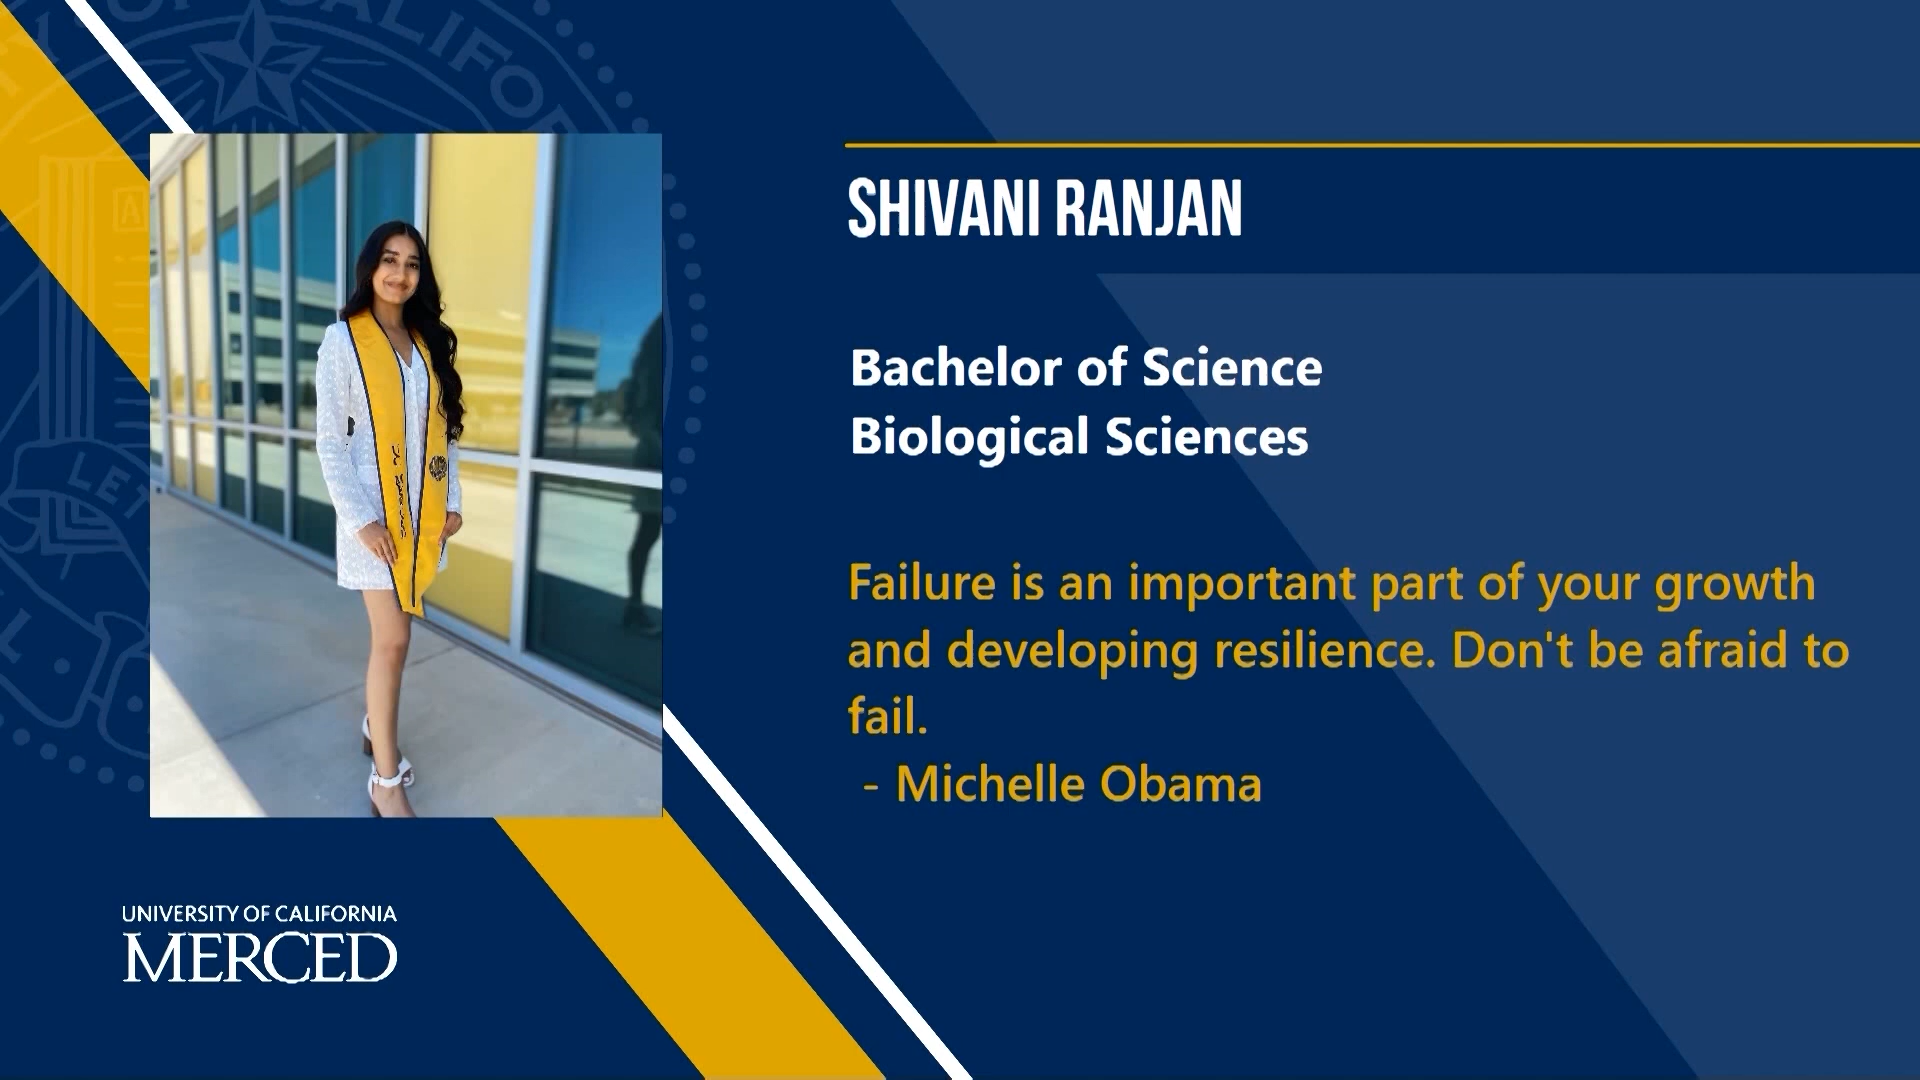 SHIVANI RANJAN
Bachelor of Science
Biological Sciences
Failure is an important part of your growth
and developing resilience. Don't be afraid to
fail.
- Michelle Obama
UNIVERSITY OF CALIFORNIA
MERCED
LET